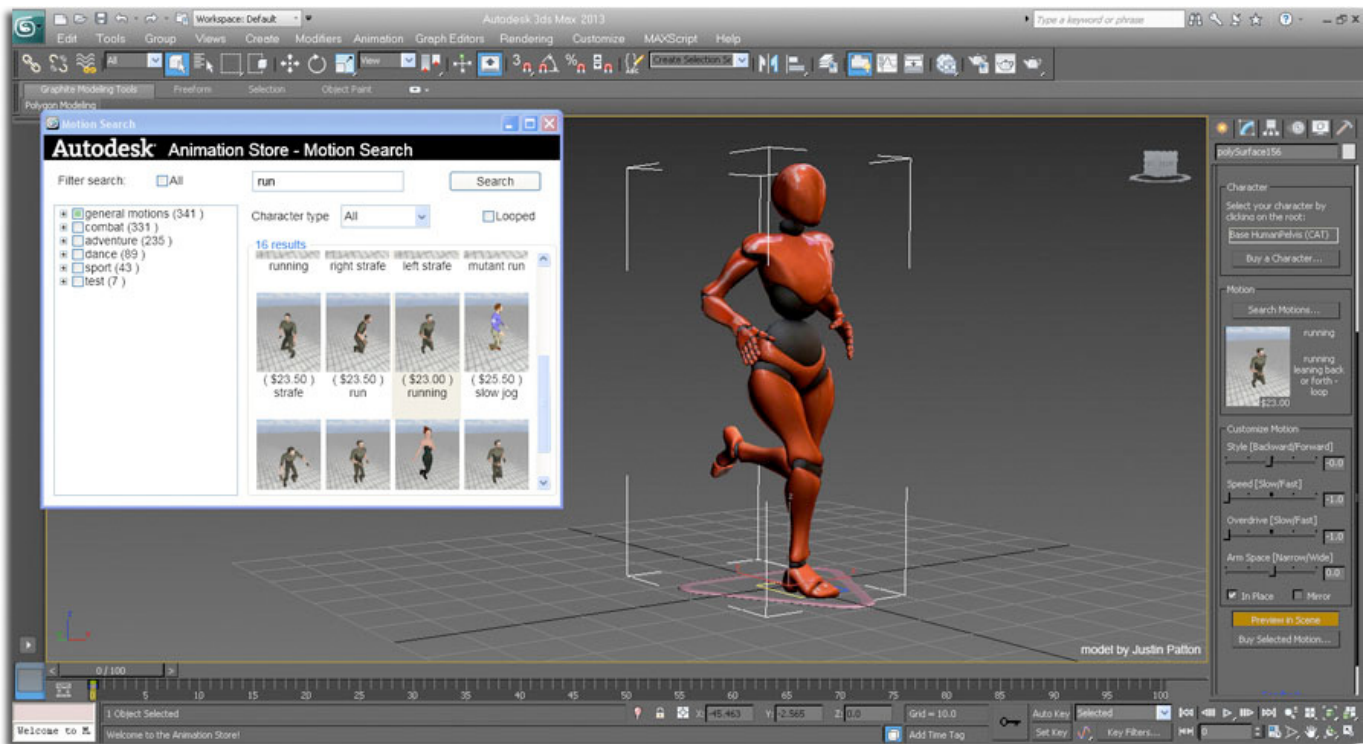 Workspace: Default
Autodesk 3ds Max 2013
Type a keyword or phrase
Edit Tools Group Views Create Modifiers Animation Graph Editors Rendering Customize MAXScript Help
All
View
Create Selection Se
Graphite Modeling Tools Freeform Selection Object Paint
Polygon Modeling
Motion Search
Autodesk Animation Store - Motion Search
Filter search: All run Search
general motions (341 )
combat (331 )
adventure (235 )
dance (89 )
sport (43 )
test (7 )
Character type All Looped
16 results
running right strafe left strafe mutant run
( $23.50 ) ( $23.50 ) ( $23.00 ) ( $25.50 )
strafe run running slow jog
polySurface156
Character
Select your character by
clicking on the root:
Base HumanPelvis (CAT)
Buy a Character...
Motion
Search Motions...
running
running
leaning back
or forth -
loop
$23.00
Customize Motion
Style [Backward/Forward]
-0.0
Speed [Slow/Fast]
-1.0
Overdrive [Slow/Fast]
-1.0
Arm Space [Narrow/Wide]
0.0
In Place Mirror
Preview in Scene
Buy Selected Motion...
model by Justin Patton
0 / 100
0 5 10 15 20 25 30 35 40 45 50 55 60 65 70 75 80 85 90 95 100
1 Object Selected X: -45.463 Y: -2.565 Z: 0.0 Grid = 10.0 Auto Key Selected
Welcome to M Welcome to the Animation Store! Add Time Tag Set Key Key Filters... 0